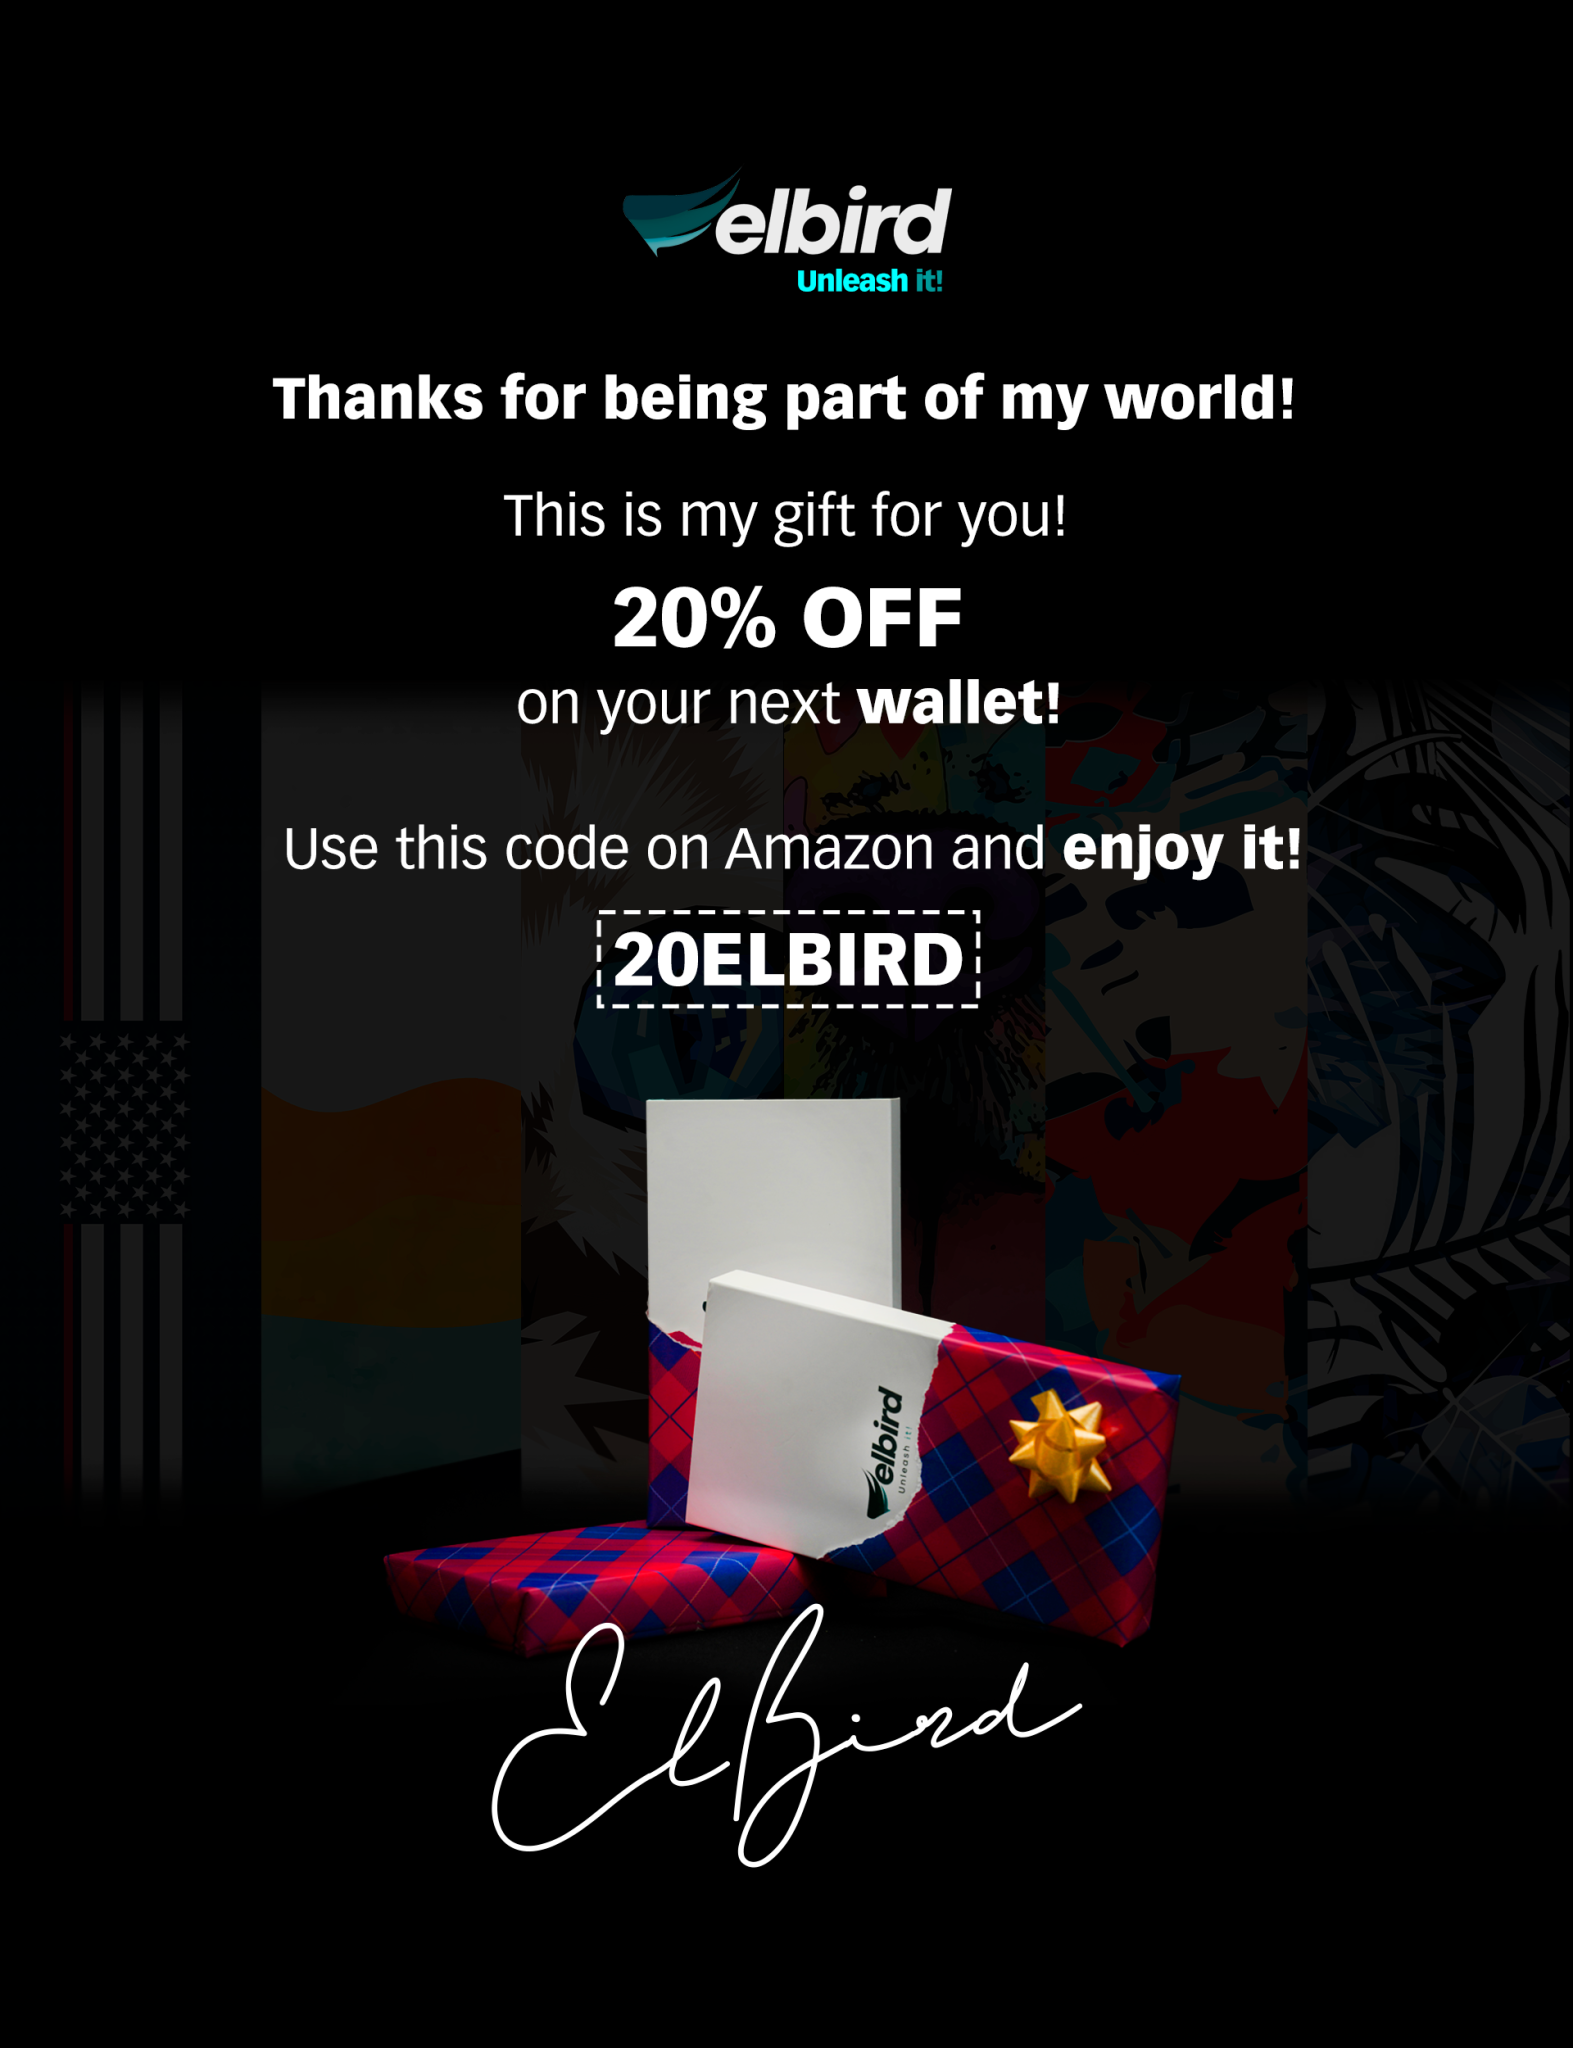 elbird
Unleash it!
Thanks for being part of my world!
This is my gift for you!
20% OFF
on your next wallet!
Use this code on Amazon and enjoy it!
20ELBIRD
elbird
Unleash it!
ElBird